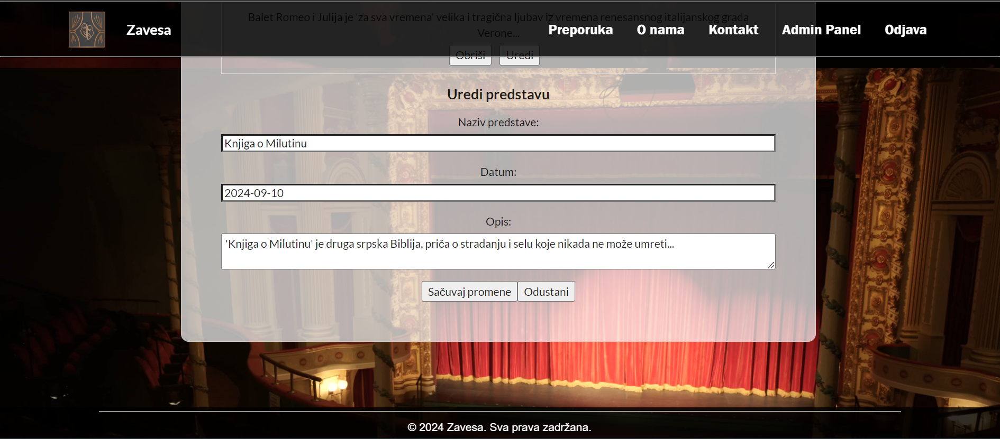 Balet Romeo i Julija je 'za sva vremena' velika i tragična ljubav iz vremena renesansnog italijanskog grada
Verone...
Zavesa
Preporuka
O nama
Kontakt
Admin Panel
Odjava
Obriši
Uredi
Uredi predstavu
Naziv predstave:
Knjiga o Milutinu
Datum:
2024-09-10
Opis:
'Knjiga o Milutinu' je druga srpska Biblija, priča o stradanju i selu koje nikada ne može umreti...
Sačuvaj promene
Odustani
© 2024 Zavesa. Sva prava zadržana.